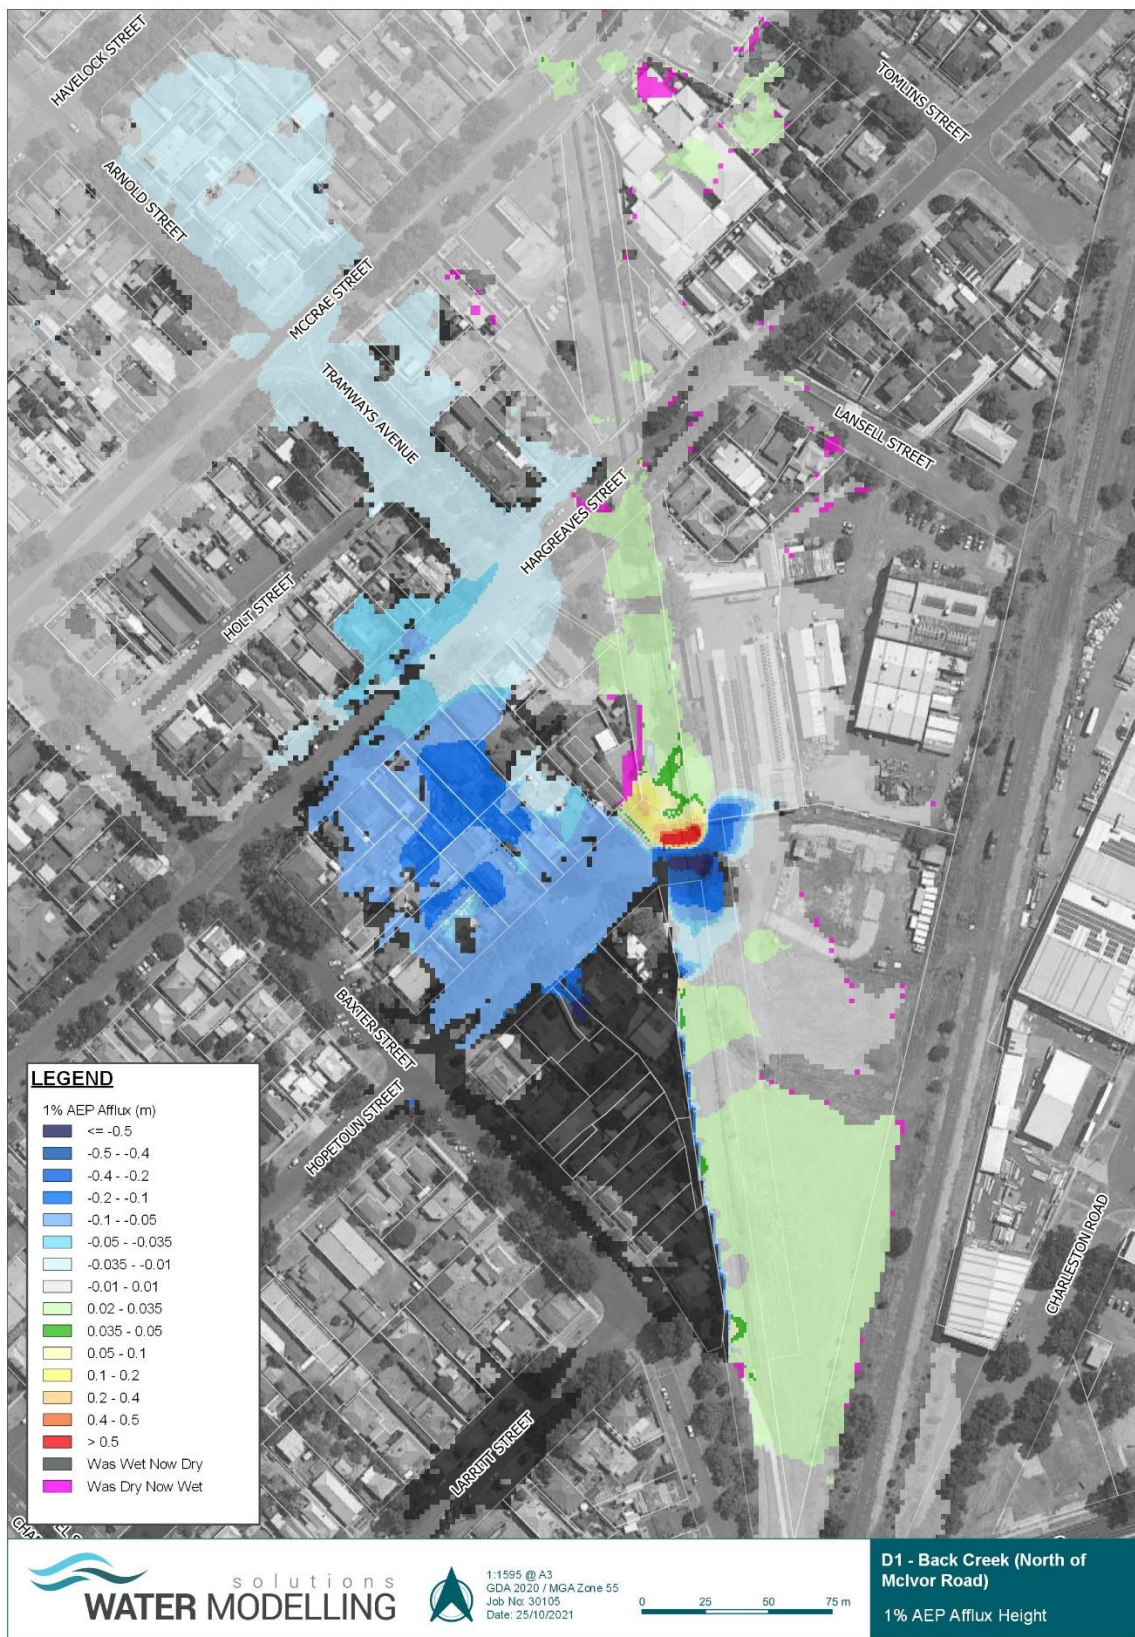 HAVELOCK STREET
TOMLINS STREET
ARNOLD STREET
MCCRAE STREET
TRAMWAYS AVENUE
LANSELL STREET
HARGREAVES STREET
HOLT STREET
BAXTER STREET
HOPETOUN STREET
CHARLESTON ROAD
LARRITT STREET
LEGEND
1% AEP Afflux (m)
<= -0.5
-0.5 - -0.4
-0.4 - -0.2
-0.2 - -0.1
-0.1 - -0.05
-0.05 - -0.035
-0.035 - -0.01
-0.01 - 0.01
0.02 - 0.035
0.035 - 0.05
0.05 - 0.1
0.1 - 0.2
0.2 - 0.4
0.4 - 0.5
> 0.5
Was Wet Now Dry
Was Dry Now Wet
solutions
WATER MODELLING
1:1595 @ A3
GDA 2020 / MGA Zone 55
Job No: 30105
Date: 25/10/2021
0 25 50 75 m
D1 - Back Creek (North of
McIvor Road)
1% AEP Afflux Height